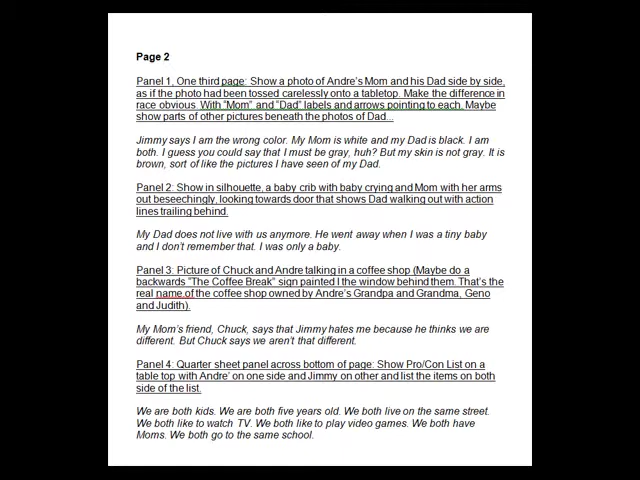 Page 2
Panel 1, One third page: Show a photo of Andre's Mom and his Dad side by side,
as if the photo had been tossed carelessly onto a tabletop. Make the difference in
race obvious. With "Mom" and "Dad" labels and arrows pointing to each. Maybe
show parts of other pictures beneath the photos of Dad...
Jimmy says I am the wrong color. My Mom is white and my Dad is black. I am
both. I guess you could say that I must be gray, huh? But my skin is not gray. It is
brown, sort of like the pictures I have seen of my Dad.
Panel 2: Show in silhouette, a baby crib with baby crying and Mom with her arms
out beseechingly, looking towards door that shows Dad walking out with action
lines trailing behind.
My Dad does not live with us anymore. He went away when I was a tiny baby
and I don't remember that. I was only a baby.
Panel 3: Picture of Chuck and Andre talking in a coffee shop (Maybe do a
backwards "The Coffee Break" sign painted I the window behind them. That's the
real name,of the coffee shop owned by Andre's Grandpa and Grandma, Geno
and Judith).
My Mom's friend, Chuck, says that Jimmy hates me because he thinks we are
different. But Chuck says we aren't that different.
Panel 4: Quarter sheet panel across bottom of page: Show Pro/Con List on a
table top with Andre' on one side and Jimmy on other and list the items on both
side of the list.
We are both kids. We are both five years old. We both live on the same street.
We both like to watch TV. We both like to play video games. We both have
Moms. We both go to the same school.